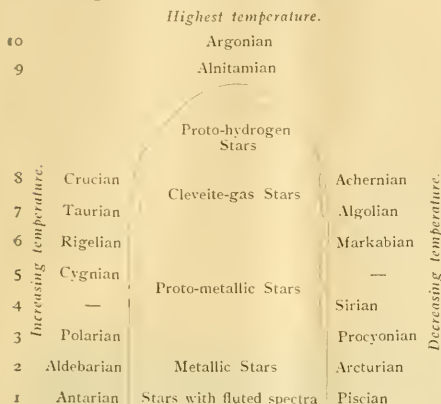 Highest temperature.
10 Argonian
9 Alnitamian
Proto-hydrogen
Stars
8 Crucian Cleveite-gas Stars Achernian
7 Taurian Algolian
6 Rigelian Markabian
5 Cygnian —
Proto-metallic Stars
4 — Sirian
3 Polarian Procyonian
2 Aldebarian Metallic Stars Arcturian
1 Antarian Stars with fluted spectra Piscian
Increasing temperature.
Decreasing temperature.